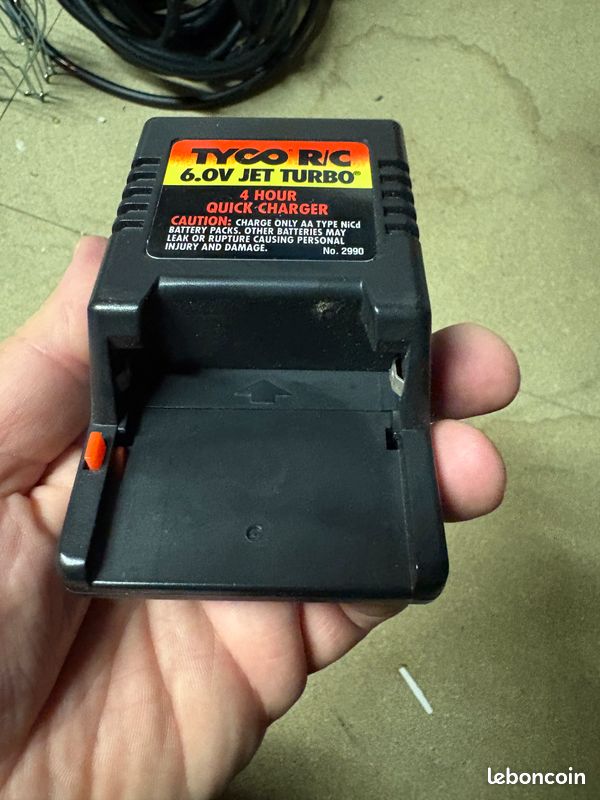 TYCO® R/C
6.0V JET TURBO®
4 HOUR
QUICK CHARGER
CAUTION: CHARGE ONLY AA TYPE NiCd
BATTERY PACKS. OTHER BATTERIES MAY
LEAK OR RUPTURE CAUSING PERSONAL
INJURY AND DAMAGE. No. 2990
C
leboncoin